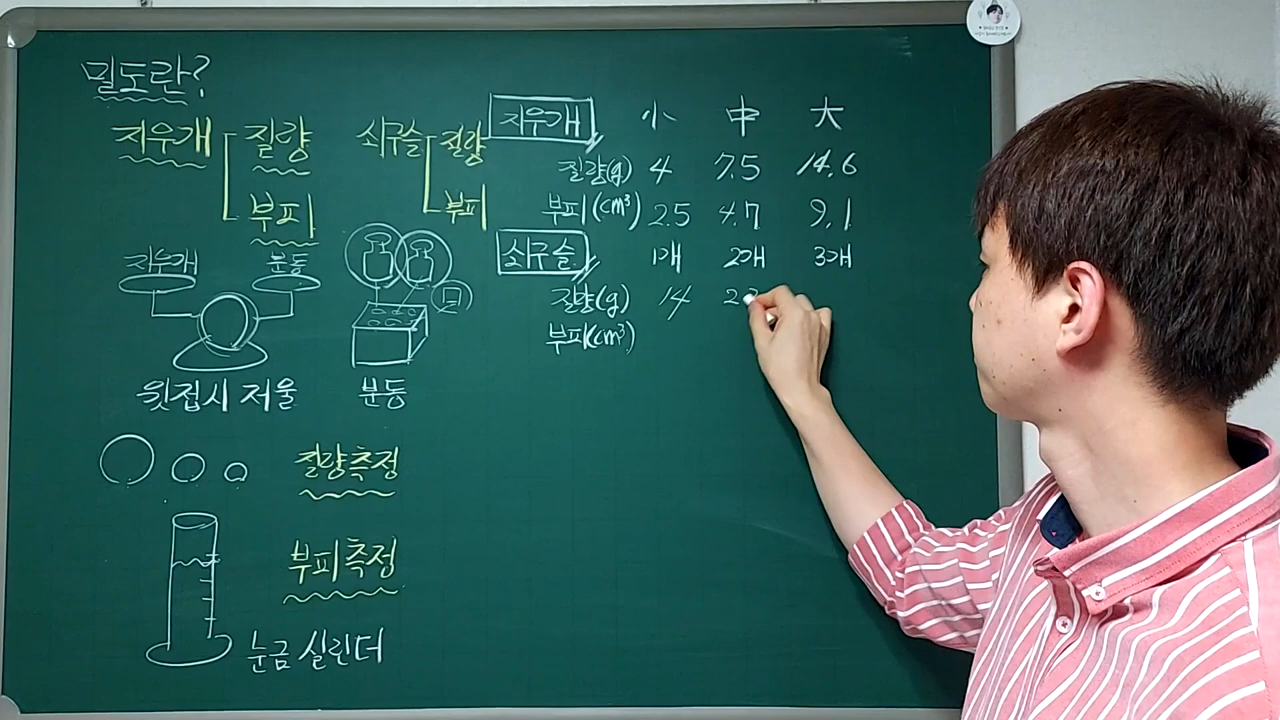 밀도란?
지우개 질량
부피
쇠구슬 질량
부피
지우개 小 中 大
질량(g) 4 7.5 14.6
부피(cm³) 2.5 4.7 9.1
쇠구슬 1개 2개 3개
질량(g) 14
부피(cm³)
지우개 분동
윗접시 저울 분동
질량측정
부피측정
눈금 실린더